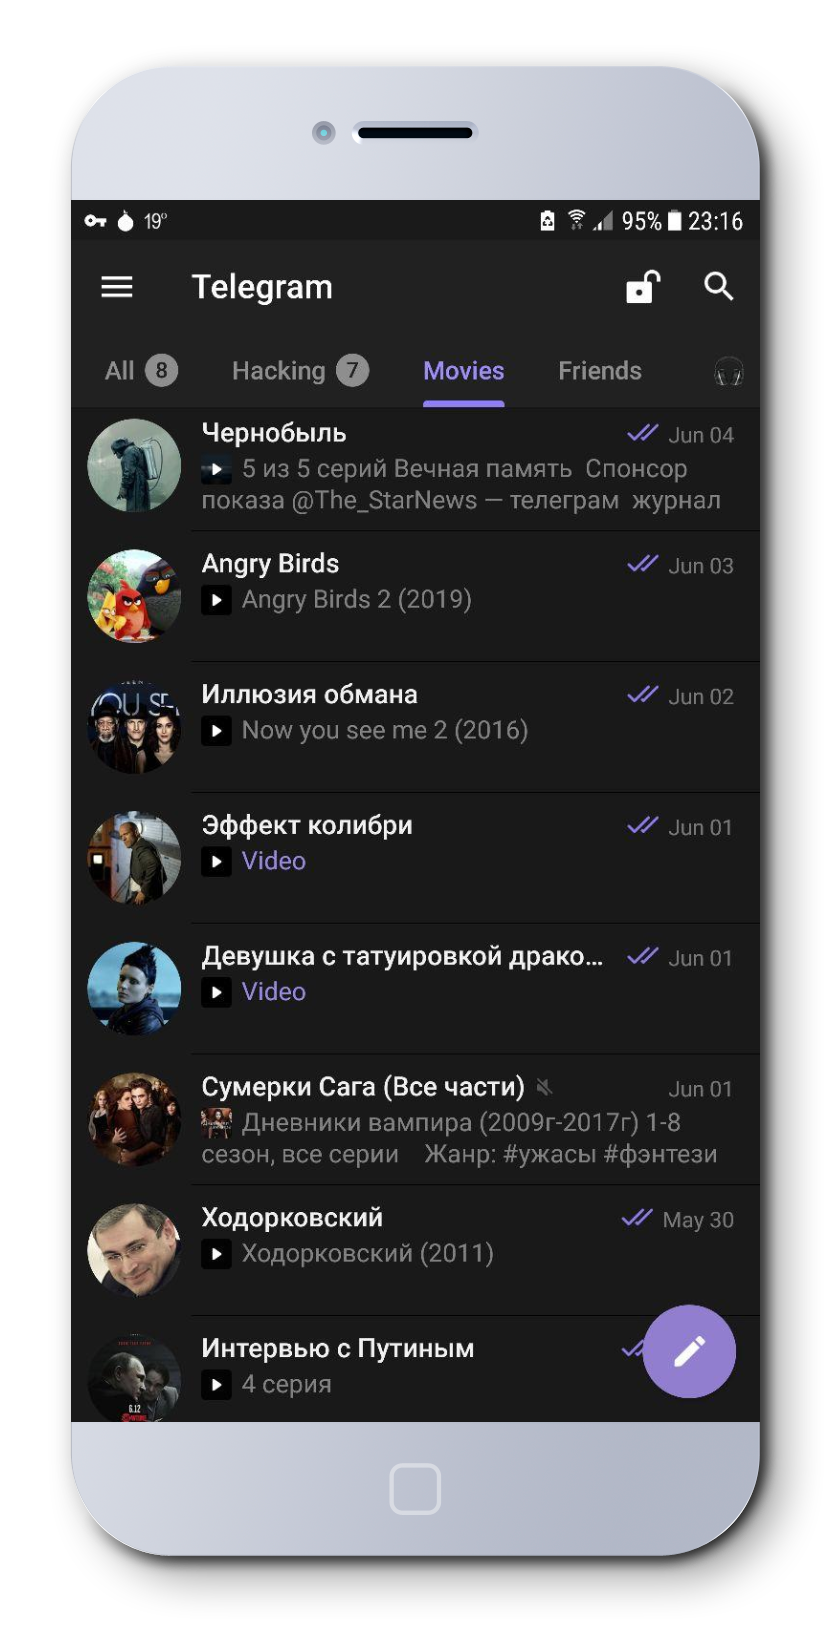 19°
95% 23:16
Telegram
All 8 Hacking 7 Movies Friends
Чернобыль Jun 04
5 из 5 серий Вечная память Спонсор
показа @The_StarNews — телеграм журнал
Angry Birds Jun 03
Angry Birds 2 (2019)
Иллюзия обмана Jun 02
Now you see me 2 (2016)
Эффект колибри Jun 01
Video
Девушка с татуировкой драко... Jun 01
Video
Сумерки Сага (Все части) Jun 01
Дневники вампира (2009г-2017г) 1-8
сезон, все серии Жанр: #ужасы #фэнтези
Ходорковский May 30
Ходорковский (2011)
Интервью с Путиным
4 серия
6.12